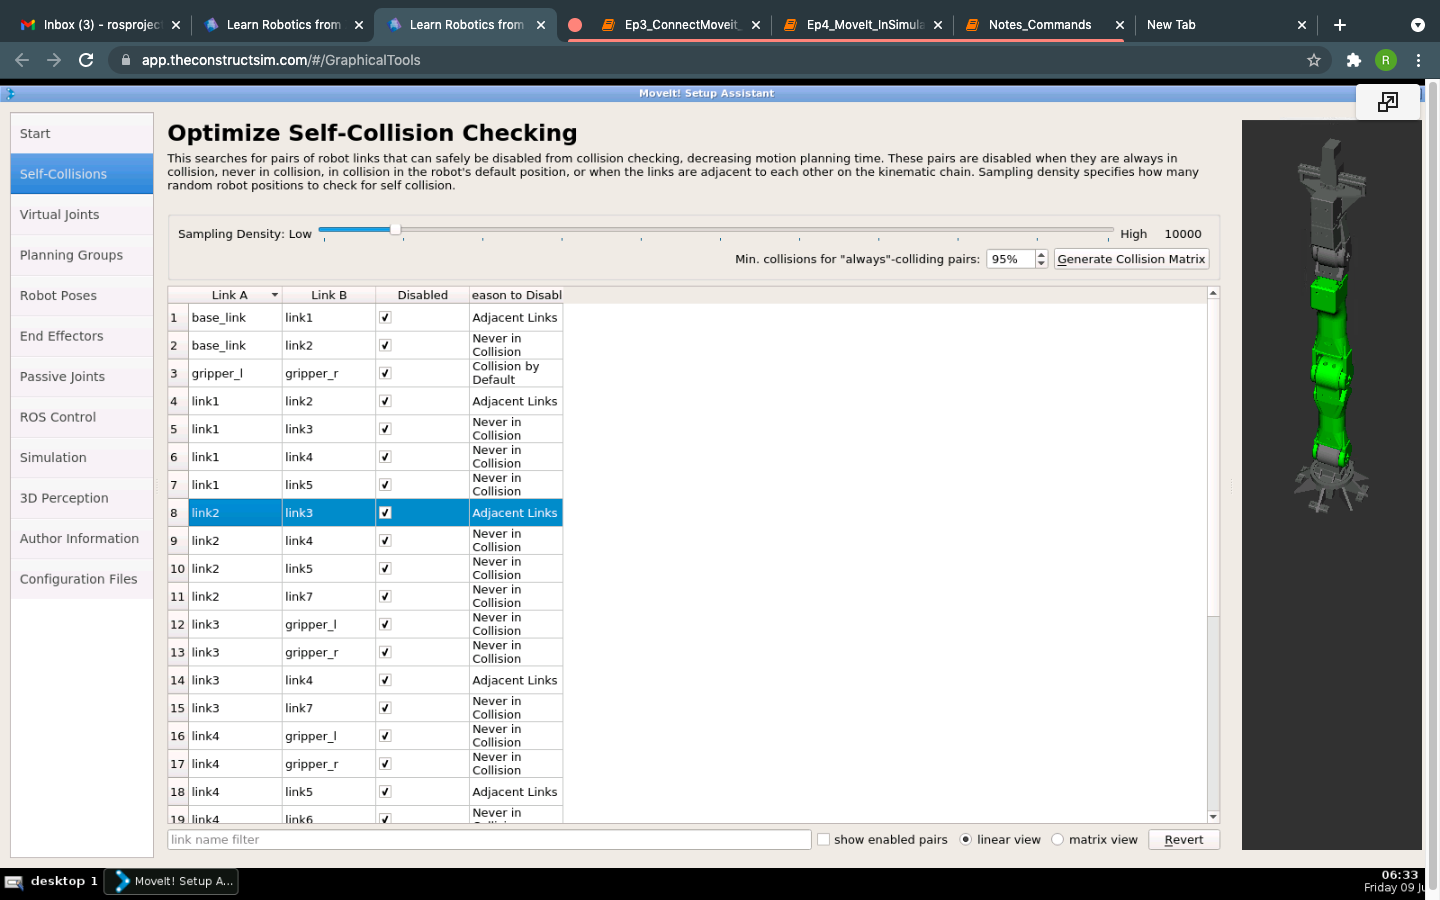 Inbox (3) - rosprojec
Learn Robotics from
Learn Robotics from
Ep3_ConnectMoveit_
Ep4_MoveIt_InSimula
Notes_Commands
New Tab
app.theconstructsim.com/#/GraphicalTools
R
MoveIt! Setup Assistant
Start
Self-Collisions
Virtual Joints
Planning Groups
Robot Poses
End Effectors
Passive Joints
ROS Control
Simulation
3D Perception
Author Information
Configuration Files
Optimize Self-Collision Checking
This searches for pairs of robot links that can safely be disabled from collision checking, decreasing motion planning time. These pairs are disabled when they are always in
collision, never in collision, in collision in the robot's default position, or when the links are adjacent to each other on the kinematic chain. Sampling density specifies how many
random robot positions to check for self collision.
Sampling Density: Low High 10000
Min. collisions for "always"-colliding pairs: 95% Generate Collision Matrix
Link A Link B Disabled eason to Disabl
1 base_link link1 Adjacent Links
2 base_link link2 Never in
Collision
3 gripper_l gripper_r Collision by
Default
4 link1 link2 Adjacent Links
5 link1 link3 Never in
Collision
6 link1 link4 Never in
Collision
7 link1 link5 Never in
Collision
8 link2 link3 Adjacent Links
9 link2 link4 Never in
Collision
10 link2 link5 Never in
Collision
11 link2 link7 Never in
Collision
12 link3 gripper_l Never in
Collision
13 link3 gripper_r Never in
Collision
14 link3 link4 Adjacent Links
15 link3 link7 Never in
Collision
16 link4 gripper_l Never in
Collision
17 link4 gripper_r Never in
Collision
18 link4 link5 Adjacent Links
19 link4 link6 Never in
link name filter
show enabled pairs linear view matrix view Revert
desktop 1 MoveIt! Setup A...
06:33
Friday 09 Ju